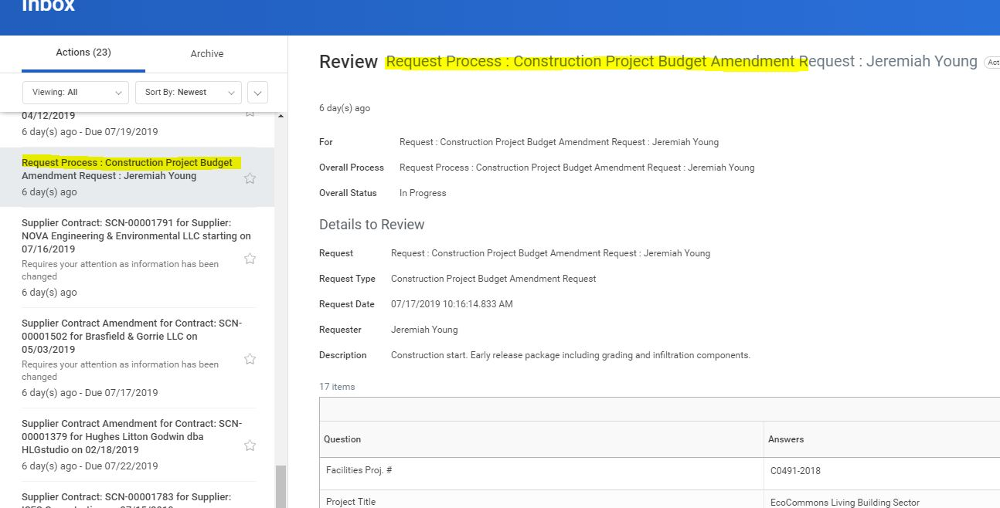 Inbox
Actions (23)
Archive
Viewing: All
Sort By: Newest
04/12/2019
6 day(s) ago - Due 07/19/2019
Request Process : Construction Project Budget
Amendment Request : Jeremiah Young
6 day(s) ago
Supplier Contract: SCN-00001791 for Supplier:
NOVA Engineering & Environmental LLC starting on
07/16/2019
Requires your attention as information has been
changed
6 day(s) ago
Supplier Contract Amendment for Contract: SCN-
00001502 for Brasfield & Gorrie LLC on
05/03/2019
Requires your attention as information has been
changed
6 day(s) ago - Due 07/17/2019
Supplier Contract Amendment for Contract: SCN-
00001379 for Hughes Litton Godwin dba
HLGstudio on 02/18/2019
6 day(s) ago - Due 07/22/2019
Supplier Contract: SCN-00001783 for Supplier:
Review Request Process : Construction Project Budget Amendment Request : Jeremiah Young Act
6 day(s) ago
For Request : Construction Project Budget Amendment Request : Jeremiah Young
Overall Process Request Process : Construction Project Budget Amendment Request : Jeremiah Young
Overall Status In Progress
Details to Review
Request Request : Construction Project Budget Amendment Request : Jeremiah Young
Request Type Construction Project Budget Amendment Request
Request Date 07/17/2019 10:16:14.833 AM
Requester Jeremiah Young
Description Construction start. Early release package including grading and infiltration components.
17 items
Question Answers
Facilities Proj. # C0491-2018
Project Title EcoCommons Living Building Sector